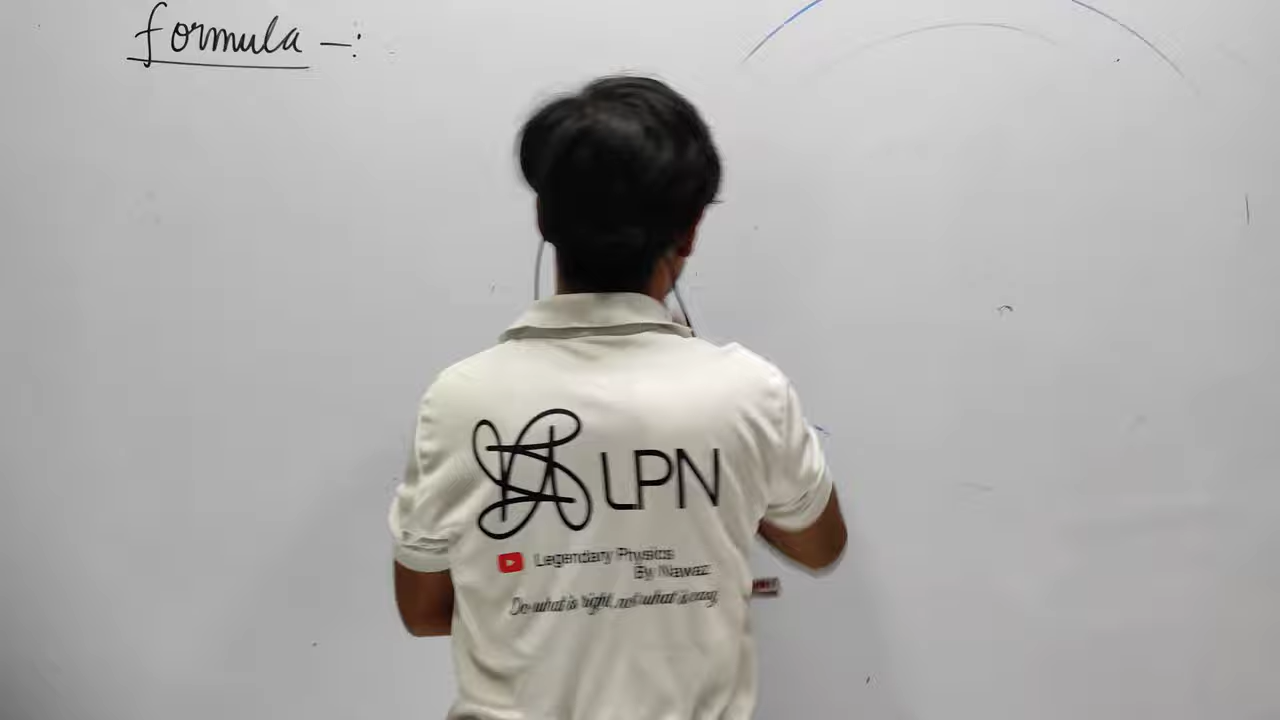 formula –:
LPN
Legendary Physics
By Nawaz
Do what is right, not what is easy